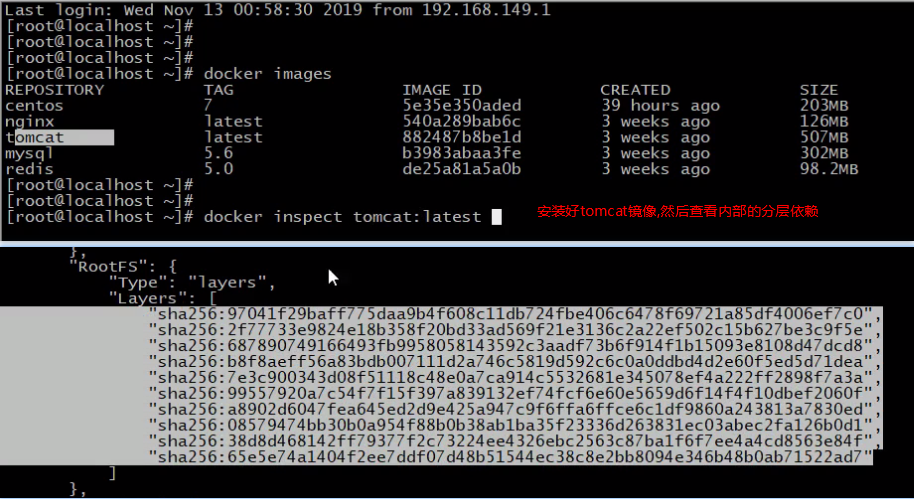 Last login: Wed Nov 13 00:58:30 2019 from 192.168.149.1
[root@localhost ~]#
[root@localhost ~]#
[root@localhost ~]#
[root@localhost ~]# docker images
REPOSITORY TAG IMAGE ID CREATED SIZE
centos 7 5e35e350aded 39 hours ago 203MB
nginx latest 540a289bab6c 3 weeks ago 126MB
tomcat latest 882487b8be1d 3 weeks ago 507MB
mysql 5.6 b3983abaa3fe 3 weeks ago 302MB
redis 5.0 de25a81a5a0b 3 weeks ago 98.2MB
[root@localhost ~]#
[root@localhost ~]#
[root@localhost ~]# docker inspect tomcat:latest 安装好tomcat镜像,然后查看内部的分层依赖
},
"RootFS": {
"Type": "layers",
"Layers": [
"sha256:97041f29baff775daa9b4f608c11db724fbe406c6478f69721a85df4006ef7c0",
"sha256:2f77733e9824e18b358f20bd33ad569f21e3136c2a22ef502c15b627be3c9f5e",
"sha256:687890749166493fb9958058143592c3aadf73b6f914f1b15093e8108d47dcd8",
"sha256:b8f8aeff56a83bdb007111d2a746c5819d592c6c0a0ddbd4d2e60f5ed5d71dea",
"sha256:7e3c900343d08f51118c48e0a7ca914c5532681e345078ef4a222ff2898f7a3a",
"sha256:99557920a7c54f7f15f397a839132ef74fcf6e60e5659d6f14f4f10dbef2060f",
"sha256:a8902d6047fea645ed2d9e425a947c9f6ffa6ffce6c1df9860a243813a7830ed",
"sha256:08579474bb30b0a954f88b0b38ab1ba35f23336d263831ec03abec2fa126b0d1",
"sha256:38d8d468142ff79377f2c73224ee4326ebc2563c87ba1f6f7ee4a4cd8563e84f",
"sha256:65e5e74a1404f2ee7ddf07d48b51544ec38c8e2bb8094e346b48b0ab71522ad7"
]
},